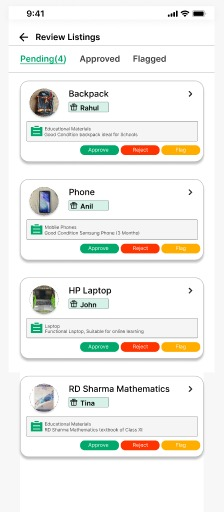 9:41
Review Listings
Pending(4) Approved Flagged
Backpack
Rahul
Educational Materials
Good Condition backpack ideal for Schools
Approve Reject Flag
Phone
Anil
Mobile Phones
Good Condition Samsung Phone (3 Months)
Approve Reject Flag
HP Laptop
John
Laptop
Functional Laptop, Suitable for online learning
Approve Reject Flag
RD Sharma Mathematics
Tina
Educational Materials
RD Sharma Mathematics textbook of Class XI
Approve Reject Flag